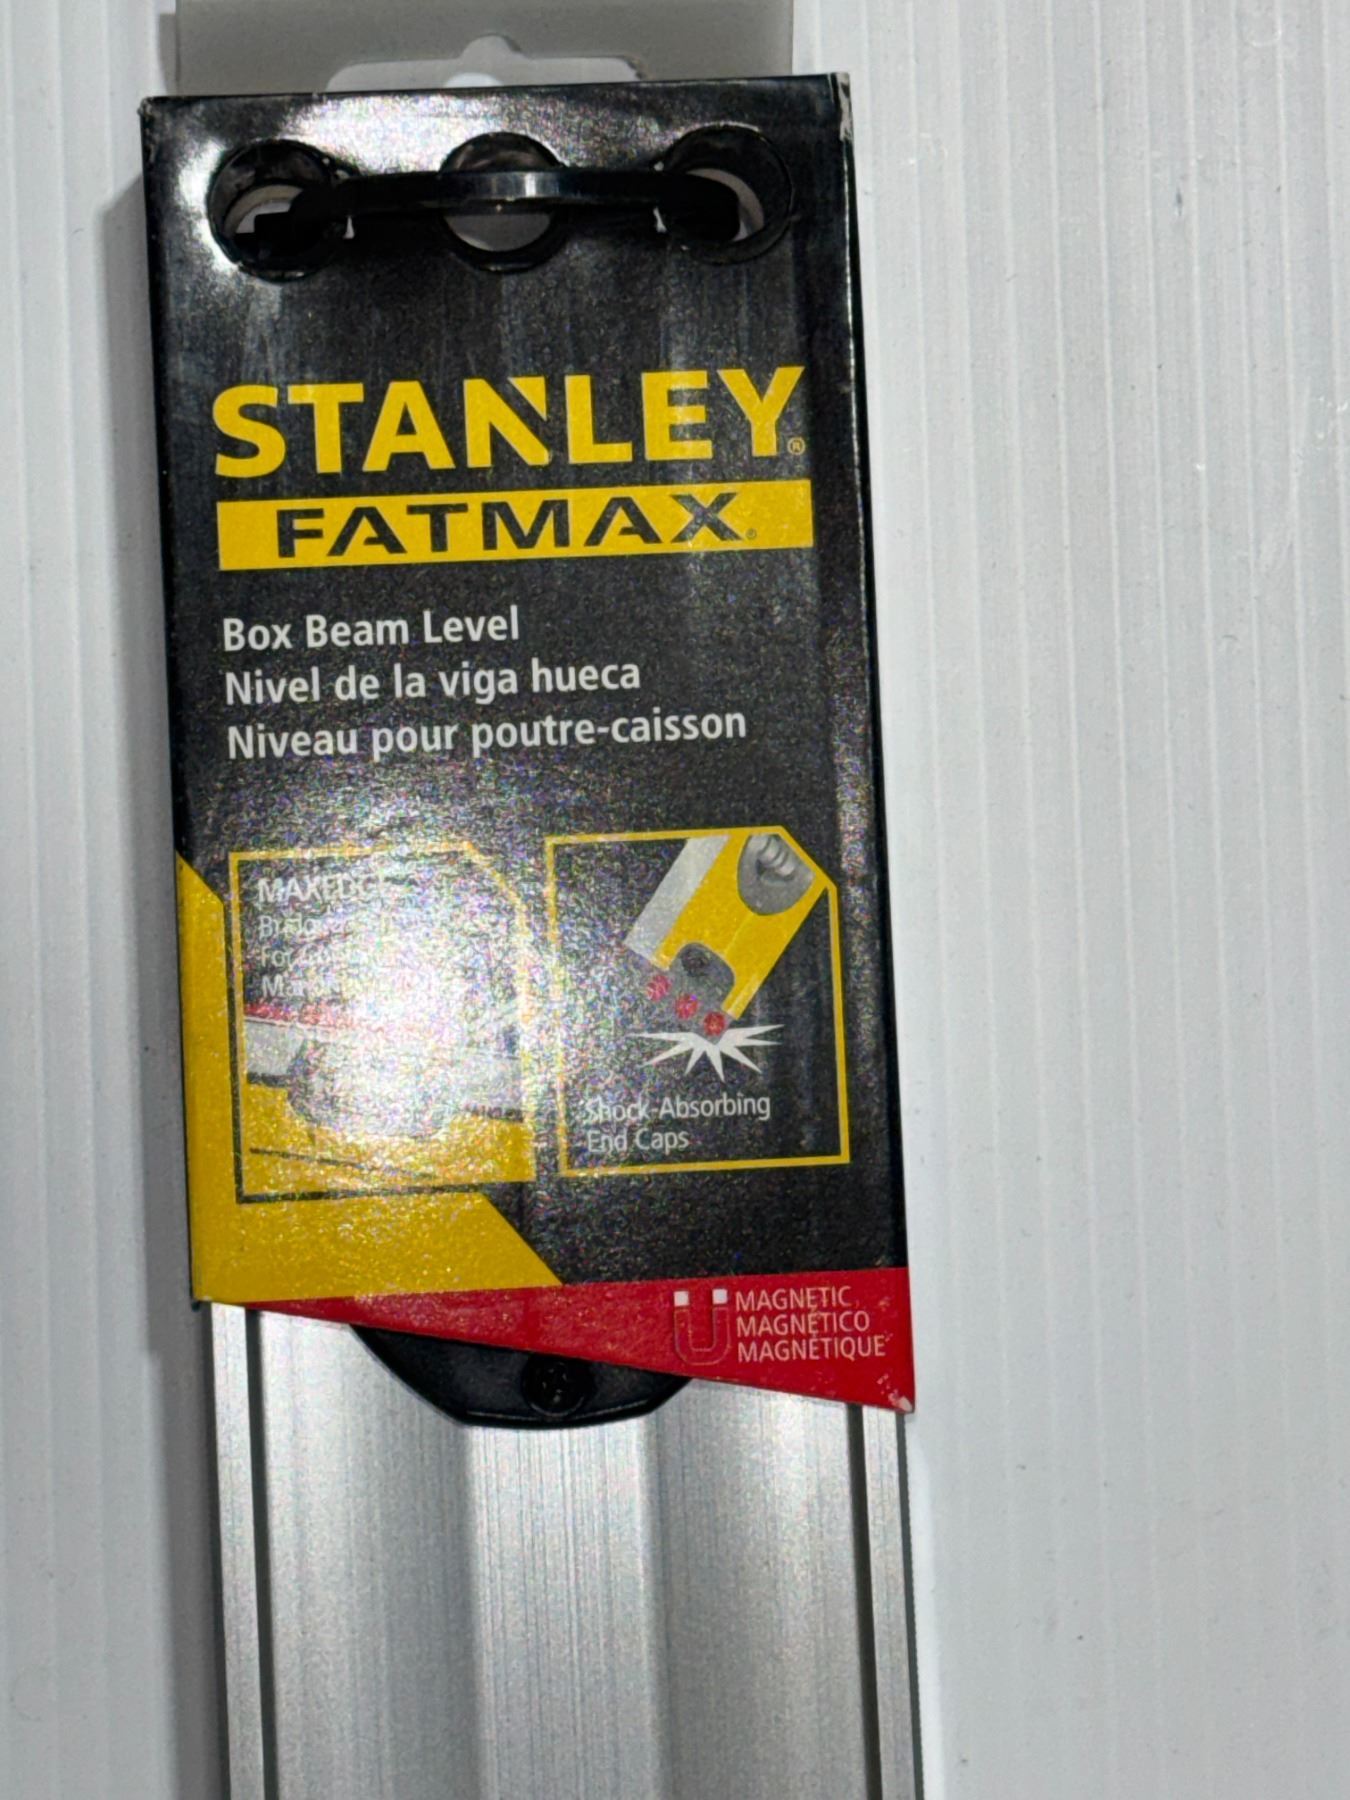 STANLEY®
FATMAX®
Box Beam Level
Nivel de la viga hueca
Niveau pour poutre-caisson
MAXEDGE
Shock-Absorbing
End Caps
MAGNETIC
MAGNÉTICO
MAGNÉTIQUE